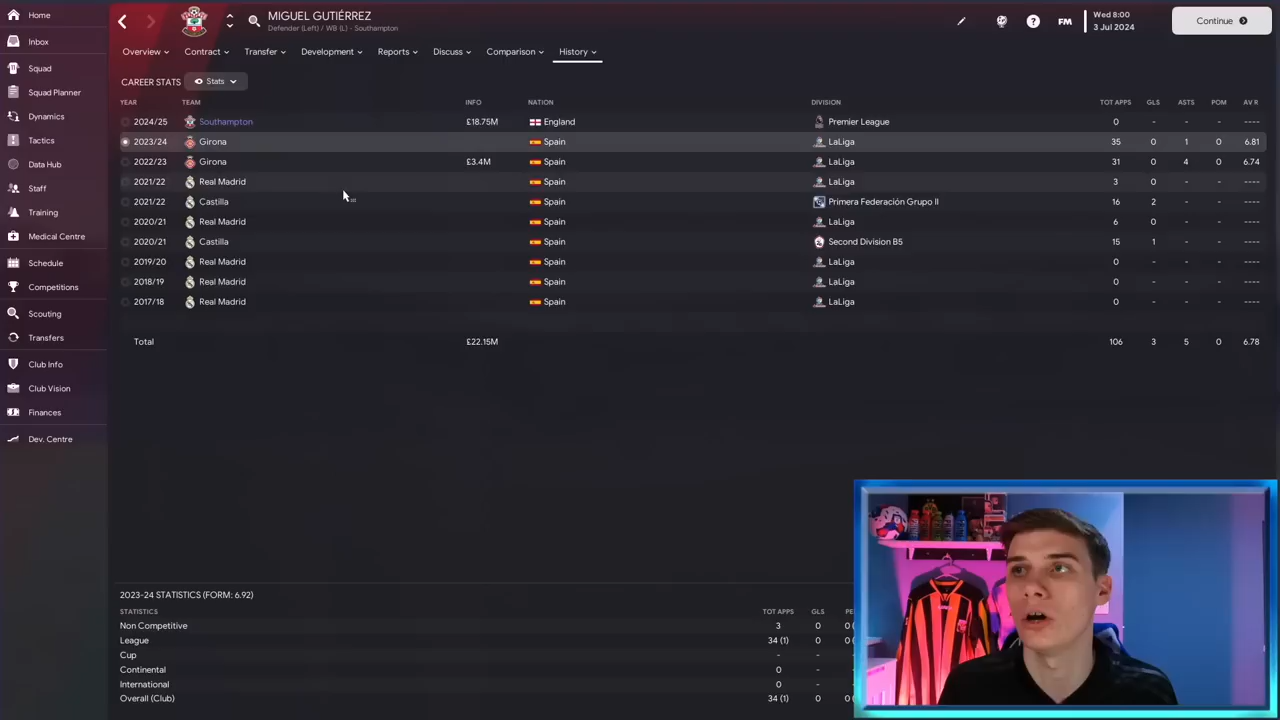 Home
Inbox
Squad
Squad Planner
Dynamics
Tactics
Data Hub
Staff
Training
Medical Centre
Schedule
Competitions
Scouting
Transfers
Club Info
Club Vision
Finances
Dev. Centre
MIGUEL GUTIÉRREZ
Defender (Left) / WB (L) - Southampton
FM
Wed 8:00
3 Jul 2024
Continue
Overview Contract Transfer Development Reports Discuss Comparison History
CAREER STATS Stats
YEAR TEAM INFO NATION DIVISION TOT APPS GLS ASTS POM AV R
2024/25 Southampton £18.75M England Premier League 0 - - - ----
2023/24 Girona Spain LaLiga 35 0 1 0 6.81
2022/23 Girona £3.4M Spain LaLiga 31 0 4 0 6.74
2021/22 Real Madrid Spain LaLiga 3 0 - - ----
2021/22 Castilla Spain Primera Federación Grupo II 16 2 - - ----
2020/21 Real Madrid Spain LaLiga 6 0 - - ----
2020/21 Castilla Spain Second Division B5 15 1 - - ----
2019/20 Real Madrid Spain LaLiga 0 - - - ----
2018/19 Real Madrid Spain LaLiga 0 - - - ----
2017/18 Real Madrid Spain LaLiga 0 - - - ----
Total £22.15M 106 3 5 0 6.78
2023-24 STATISTICS (FORM: 6.92)
STATISTICS TOT APPS GLS PE
Non Competitive 3 0 0 (
League 34 (1) 0 0 (
Cup - - -
Continental 0 - -
International 0 - -
Overall (Club) 34 (1) 0 0 (